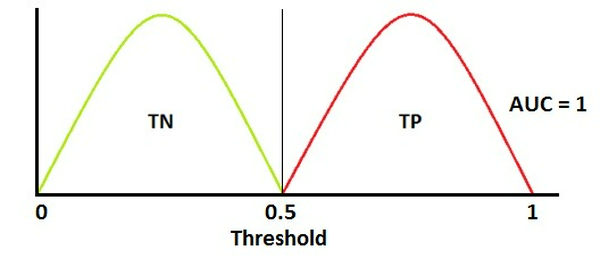 TN
TP
AUC = 1
0
0.5
1
Threshold